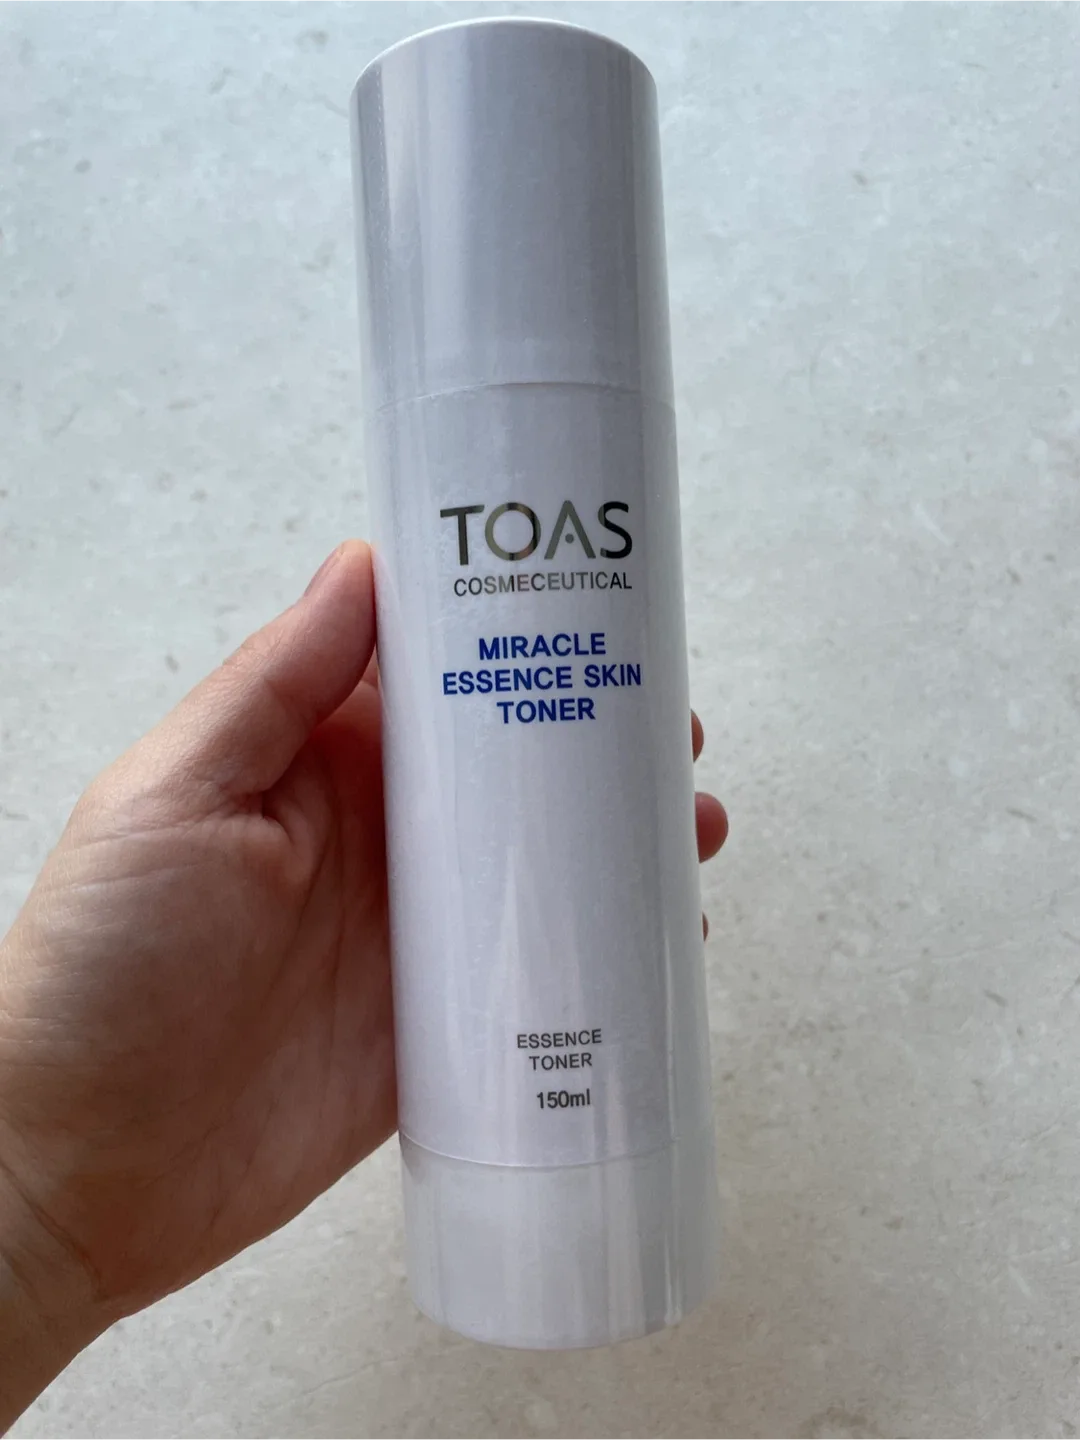 TOAS
COSMECEUTICAL
MIRACLE
ESSENCE SKIN
TONER
ESSENCE
TONER
150ml